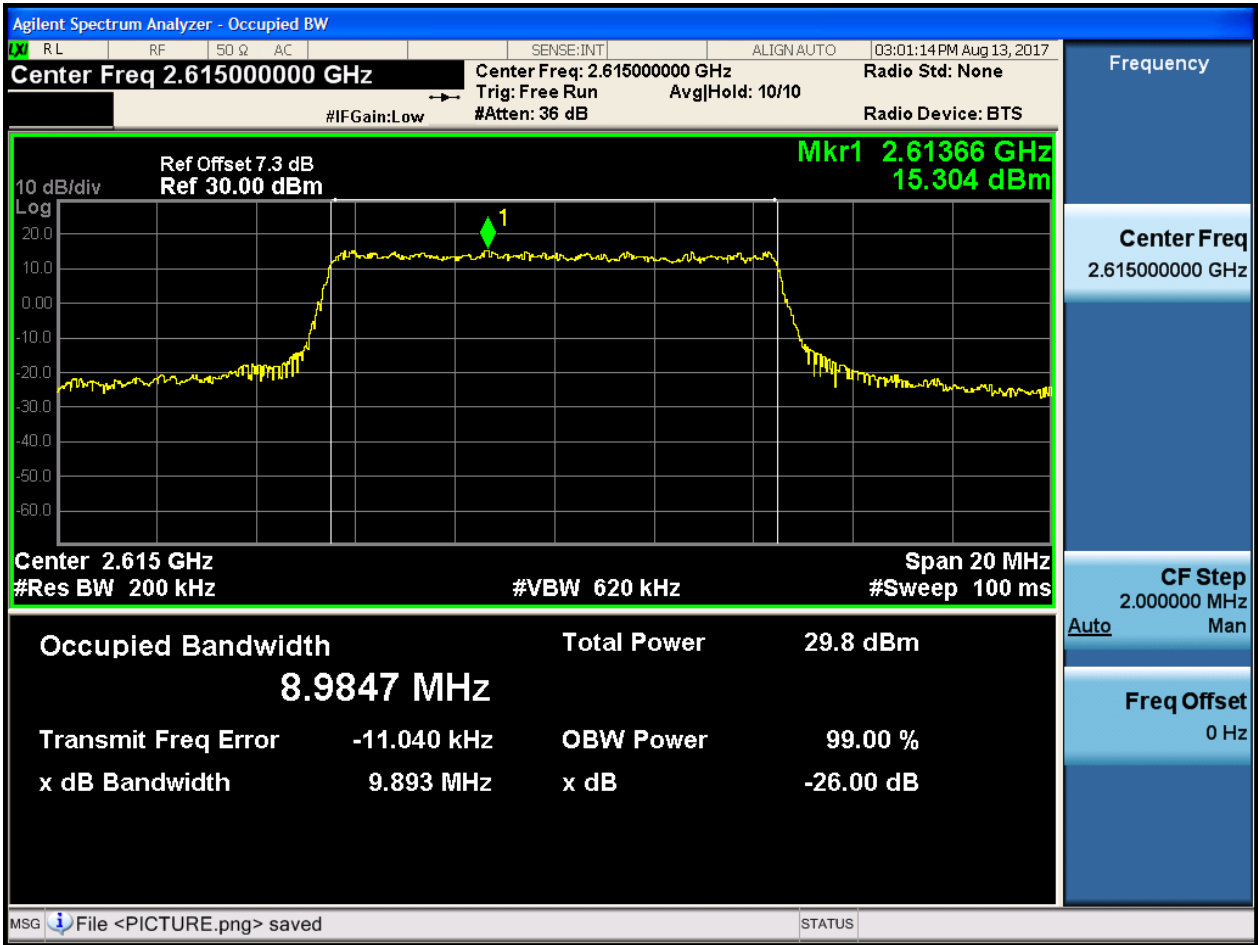 Agilent Spectrum Analyzer - Occupied BW
LXI RL RF 50 Ω AC SENSE:INT ALIGN AUTO 03:01:14 PM Aug 13, 2017
Center Freq 2.615000000 GHz
Center Freq: 2.615000000 GHz
Radio Std: None
Trig: Free Run Avg|Hold: 10/10
#IFGain:Low
#Atten: 36 dB
Radio Device: BTS
Mkr1 2.61366 GHz
15.304 dBm
Ref Offset 7.3 dB
10 dB/div Ref 30.00 dBm
Log
1
20.0
10.0
0.00
-10.0
-20.0
-30.0
-40.0
-50.0
-60.0
Center 2.615 GHz Span 20 MHz
#Res BW 200 kHz #VBW 620 kHz #Sweep 100 ms
Occupied Bandwidth Total Power 29.8 dBm
8.9847 MHz
Transmit Freq Error -11.040 kHz OBW Power 99.00 %
x dB Bandwidth 9.893 MHz x dB -26.00 dB
Frequency
Center Freq
2.615000000 GHz
CF Step
2.000000 MHz
Auto Man
Freq Offset
0 Hz
MSG File <PICTURE.png> saved STATUS